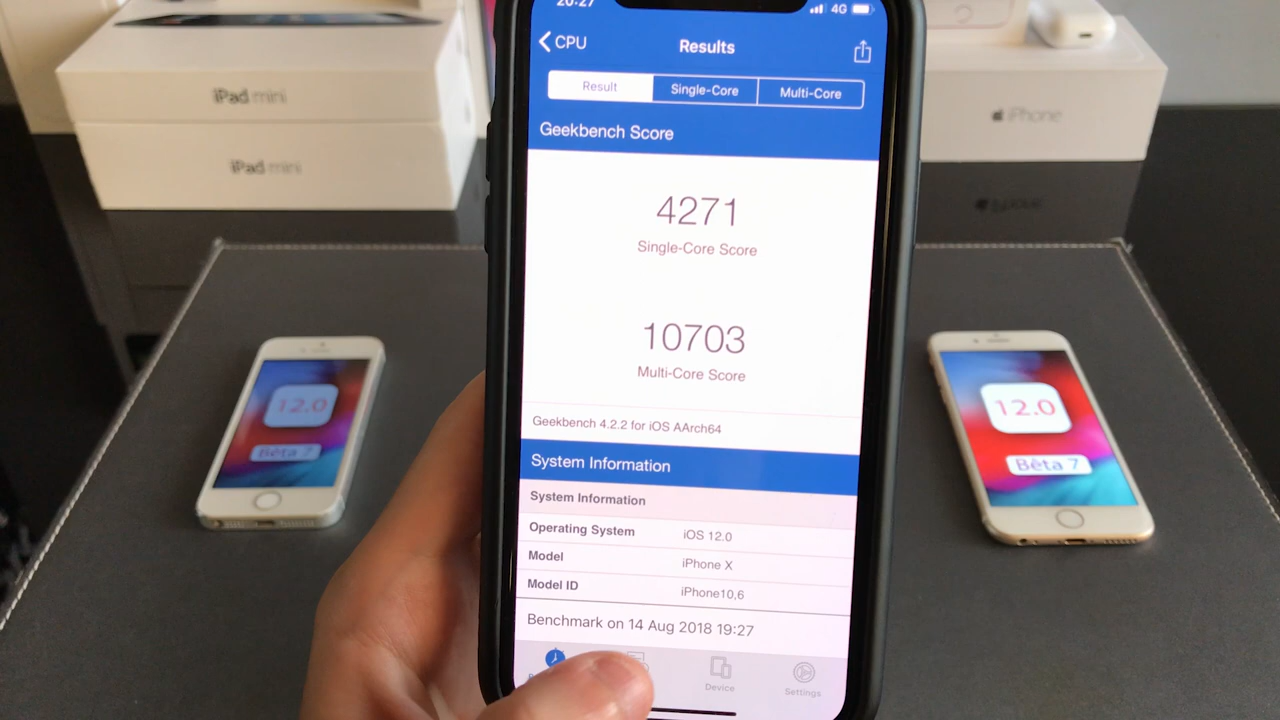 20:27
4G
CPU
Results
Result
Single-Core
Multi-Core
Geekbench Score
4271
Single-Core Score
10703
Multi-Core Score
Geekbench 4.2.2 for iOS AArch64
System Information
System Information
Operating System iOS 12.0
Model iPhone X
Model ID iPhone10,6
Benchmark on 14 Aug 2018 19:27
Device
Settings
iPad mini
iPad mini
iPhone
12.0
Bêta 7
12.0
Bêta 7